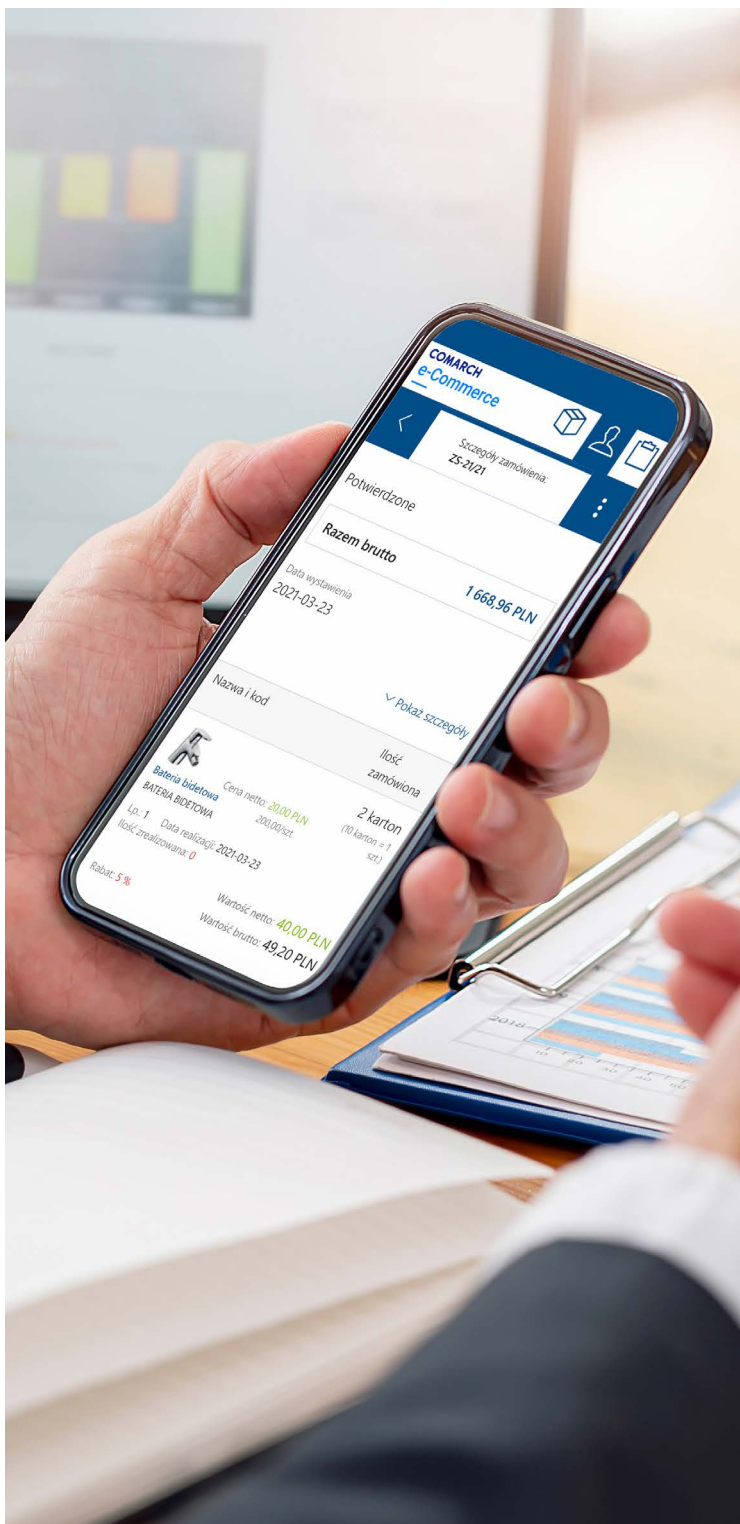 COMARCH
e-Commerce
Szczegóły zamówienia:
ZS-21/21
Potwierdzone
Razem brutto
1 668,96 PLN
Data wystawienia
2021-03-23
Pokaż szczegóły
Nazwa i kod
Ilość
zamówiona
Bateria bidetowa
BATERIA BIDETOWA
Cena netto: 20,00 PLN
200.00/szt.
2 karton
(10 karton = 1
szt.)
Lp.: 1 Data realizacji: 2021-03-23
Ilość zrealizowana: 0
Rabat: 5 %
Wartość netto: 40,00 PLN
Wartość brutto: 49,20 PLN
2018
10